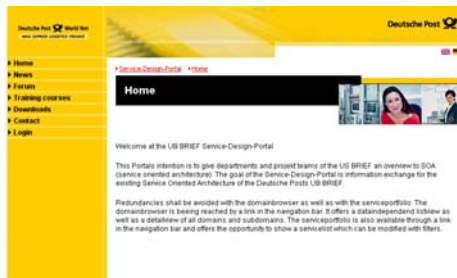 Deutsche Post World Net
MAIL EXPRESS LOGISTICS FINANCE
Deutsche Post
Home
News
Forum
Training courses
Downloads
Contact
Login
Service-Design-Portal Home
Home
Welcome at the UB BRIEF Service-Design-Portal
This Portals intention is to give departments and projekt teams of the US BRIEF an overview to SOA
(service oriented architecture). The goal of the Service-Design-Portal is information exchange for the
existing Service Oriented Architecture of the Deutsche Posts UB BRIEF.
Redundancies shall be avoided with the domainbrowser as well as with the serviceportfolio. The
domainbrowser is beeing reached by a link in the navigation bar. It offers a dataindependend listview as
well as a detailview of all domains and subdomains. The serviceportfolio is also available through a link
in the navigation bar and offers the opportunity to show a servicelist which can be modified with filters.